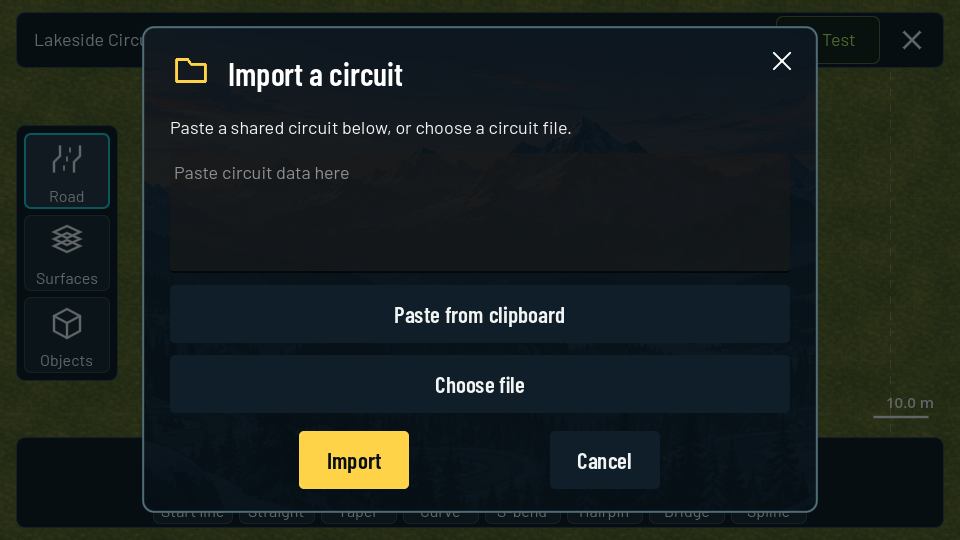 Lakeside Circu
Test
Import a circuit
Paste a shared circuit below, or choose a circuit file.
Paste circuit data here
Road
Surfaces
Objects
Paste from clipboard
Choose file
10.0 m
Import
Cancel
Start line
Straight
Taper
Curve
S-bend
Hairpin
Bridge
Spline